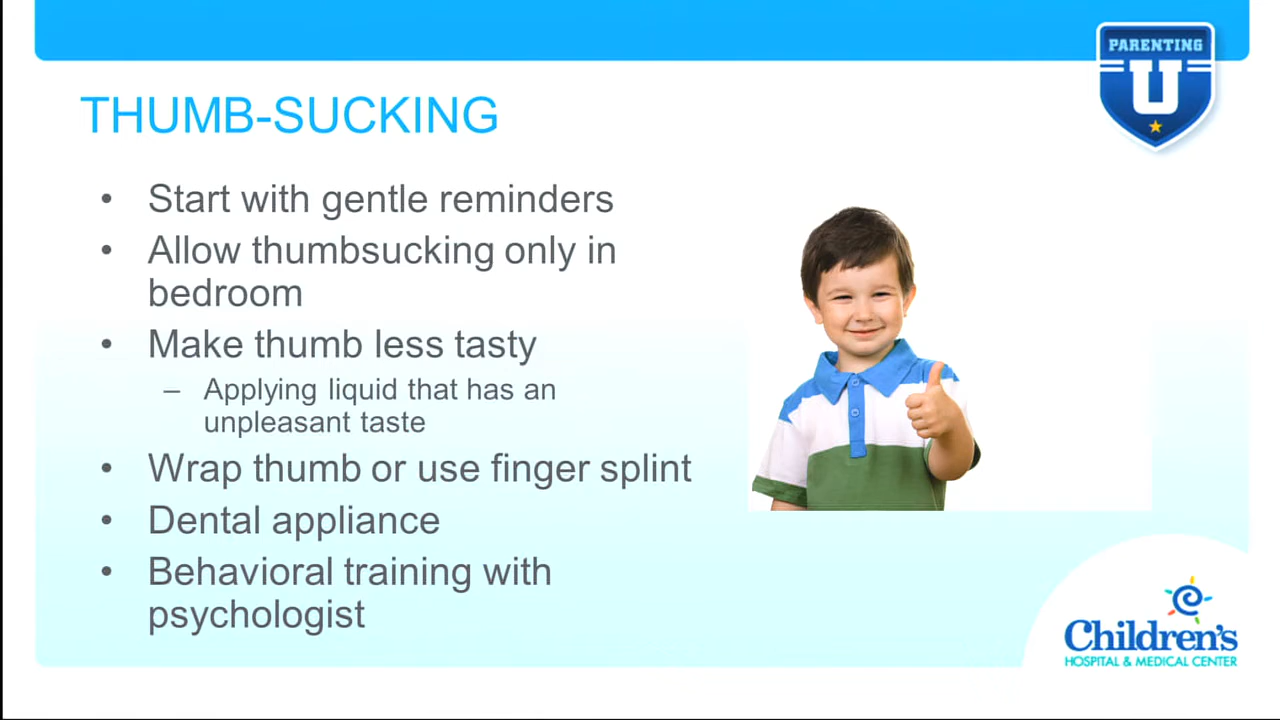 PARENTING
U
THUMB-SUCKING
• Start with gentle reminders
• Allow thumbsucking only in
bedroom
• Make thumb less tasty
– Applying liquid that has an
unpleasant taste
• Wrap thumb or use finger splint
• Dental appliance
• Behavioral training with
psychologist
Children's
HOSPITAL & MEDICAL CENTER